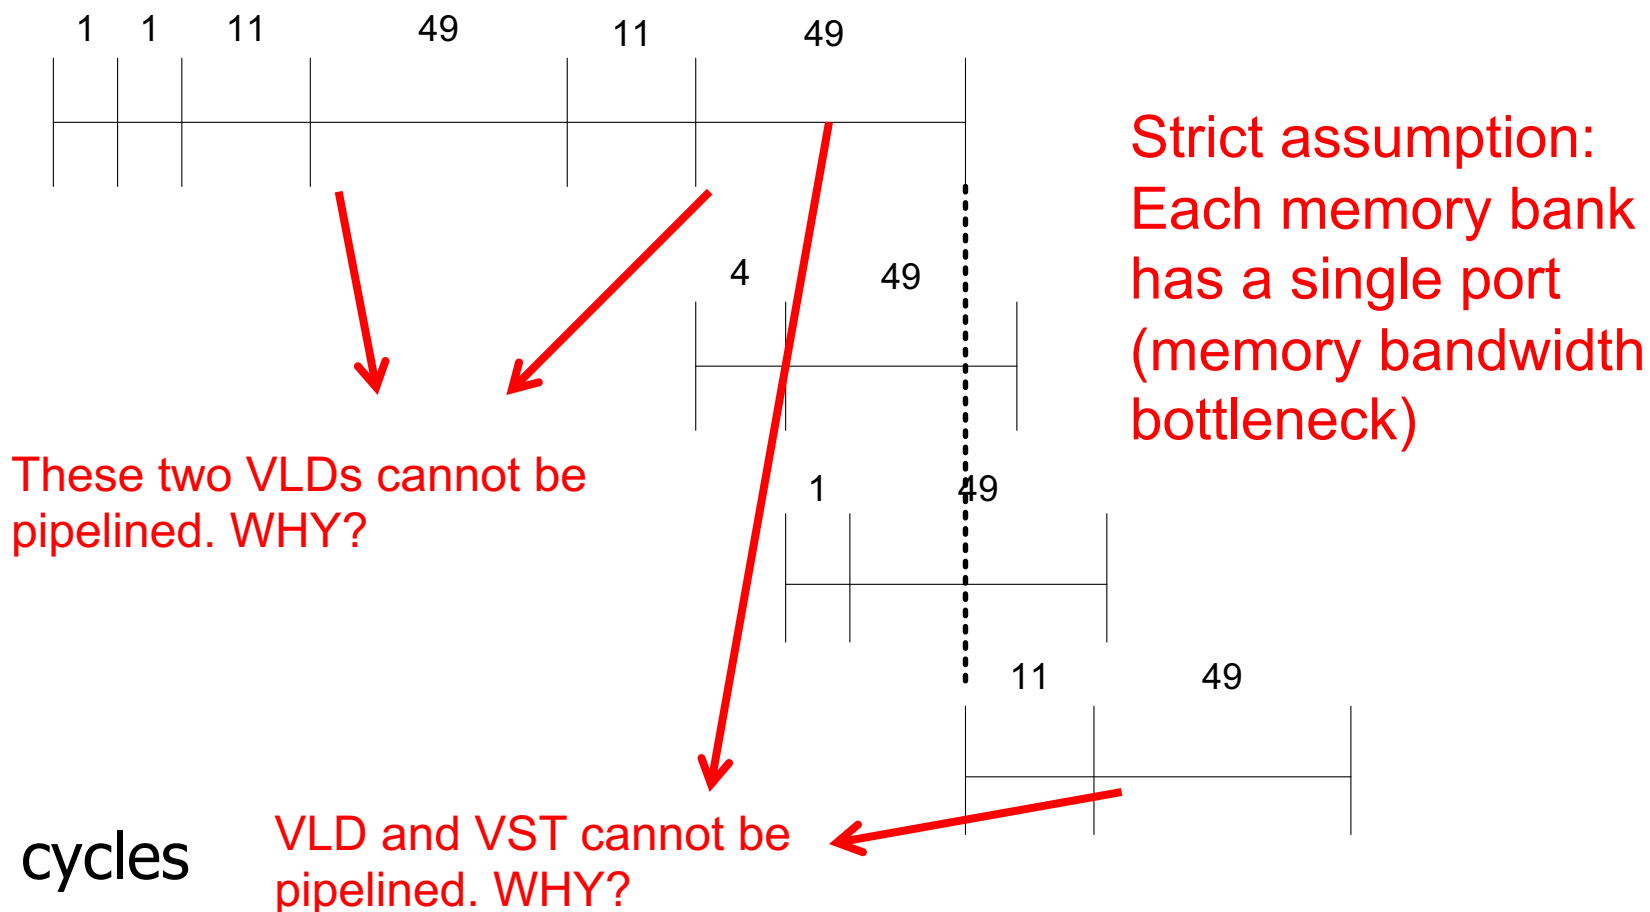 1 1 11 49 11 49
Strict assumption:
Each memory bank
has a single port
(memory bandwidth
bottleneck)
4 49
These two VLDs cannot be
pipelined. WHY?
1 49
11 49
VLD and VST cannot be
pipelined. WHY?
cycles